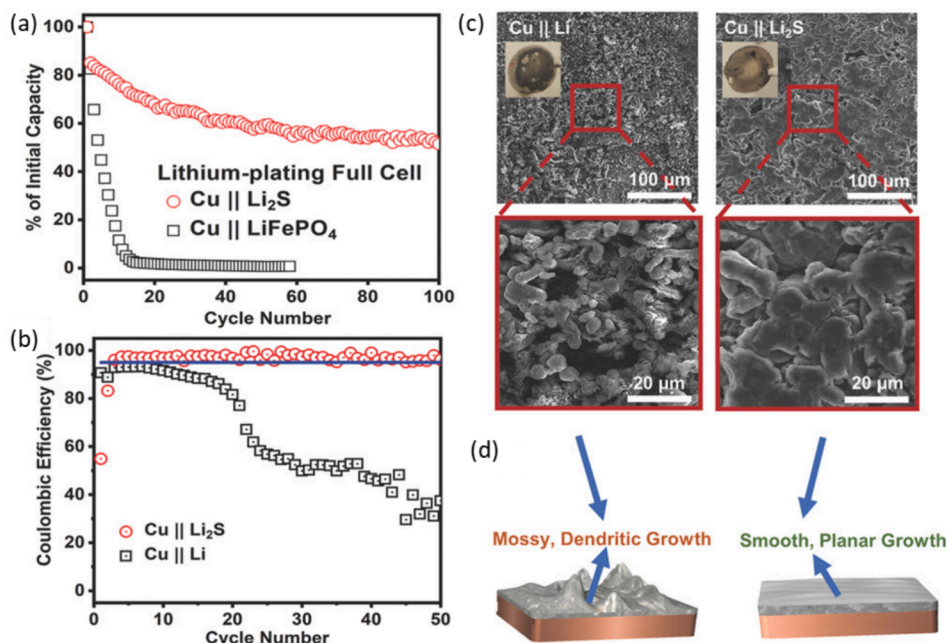 (a)
% of Initial Capacity
100
80
60
40
20
0
Lithium-plating Full Cell
Cu || Li₂S
Cu || LiFePO₄
0 20 40 60 80 100
Cycle Number
(b)
Coulombic Efficiency (%)
100
80
60
40
20
0
Cu || Li₂S
Cu || Li
0 10 20 30 40 50
Cycle Number
(c)
Cu || Li
100 µm
Cu || Li₂S
100 µm
20 µm
20 µm
(d)
Mossy, Dendritic Growth
Smooth, Planar Growth